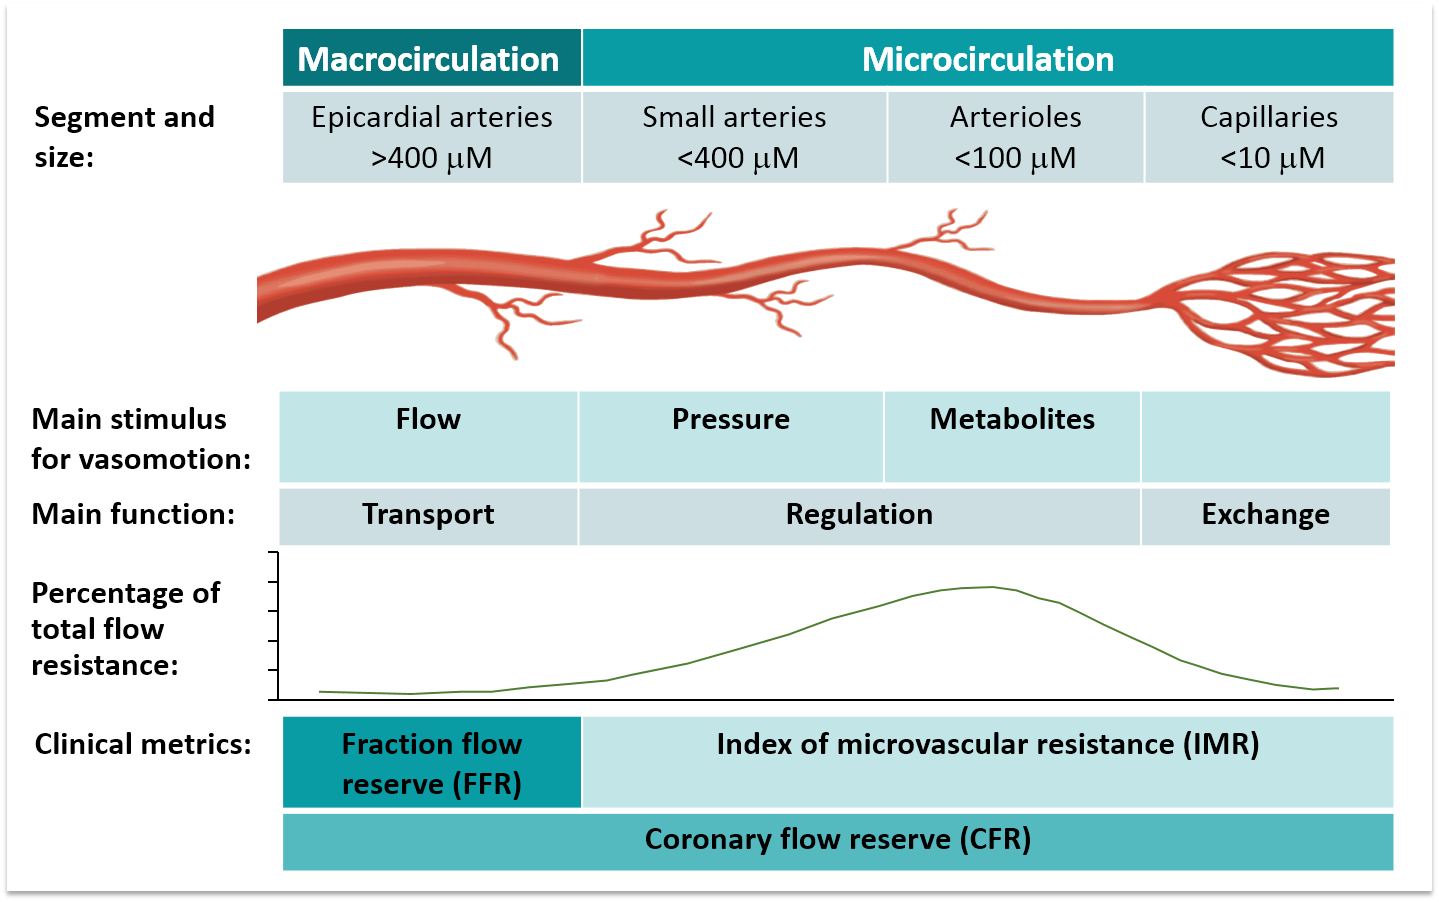 Macrocirculation
Microcirculation
Segment and
size:
Epicardial arteries
>400 μM
Small arteries
<400 μM
Arterioles
<100 μM
Capillaries
<10 μM
Main stimulus
for vasomotion:
Flow
Pressure
Metabolites
Main function:
Transport
Regulation
Exchange
Percentage of
total flow
resistance:
Clinical metrics:
Fraction flow
reserve (FFR)
Index of microvascular resistance (IMR)
Coronary flow reserve (CFR)